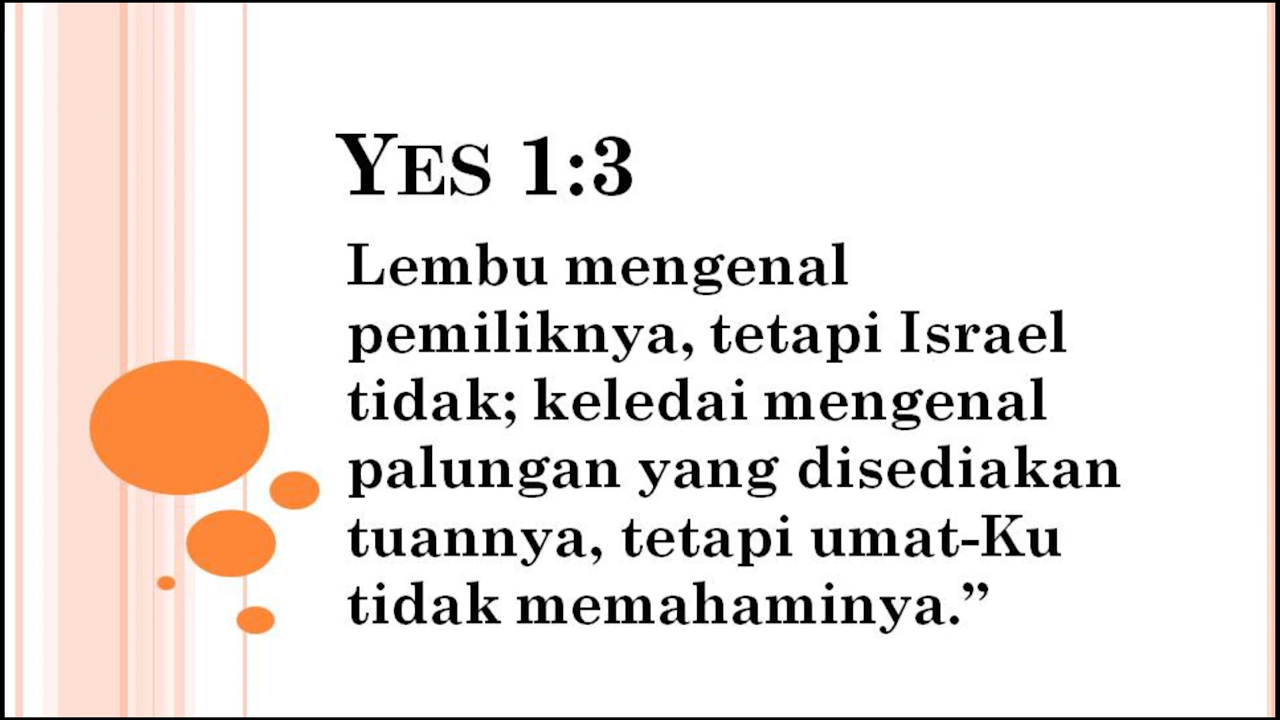 YES 1:3
Lembu mengenal
pemiliknya, tetapi Israel
tidak; keledai mengenal
palungan yang disediakan
tuannya, tetapi umat-Ku
tidak memahaminya.”